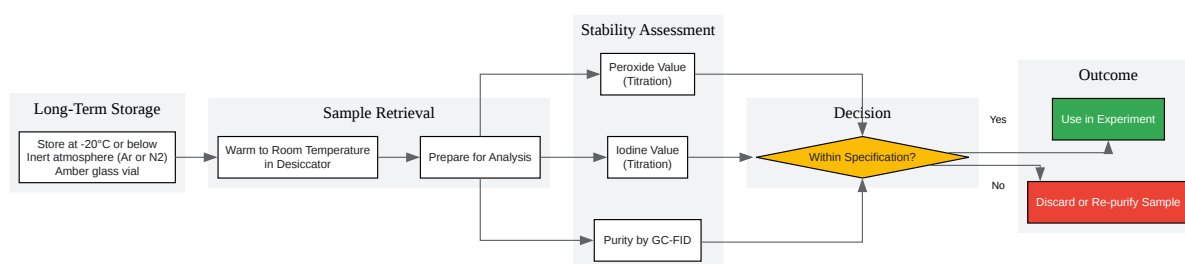 Long-Term Storage
Store at -20°C or below
Inert atmosphere (Ar or N2)
Amber glass vial
Sample Retrieval
Warm to Room Temperature
in Desiccator
Prepare for Analysis
Stability Assessment
Peroxide Value
(Titration)
Iodine Value
(Titration)
Purity by GC-FID
Decision
Within Specification?
Yes
No
Outcome
Use in Experiment
Discard or Re-purify Sample